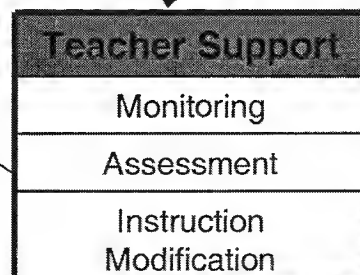 Teacher Support
Monitoring
Assessment
Instruction
Modification